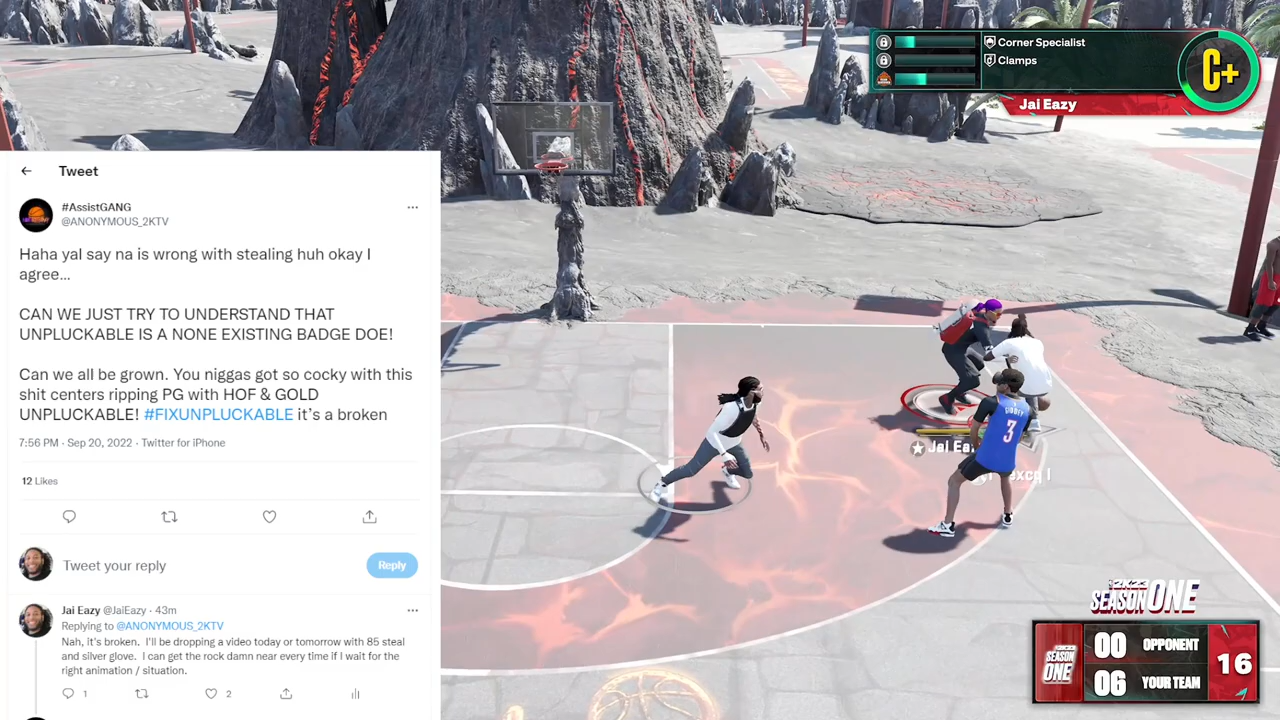 Corner Specialist
Clamps
C+
Jai Eazy
Tweet
#AssistGANG
@ANONYMOUS_2KTV
Haha yal say na is wrong with stealing huh okay I
agree...
CAN WE JUST TRY TO UNDERSTAND THAT
UNPLUCKABLE IS A NONE EXISTING BADGE DOE!
Can we all be grown. You niggas got so cocky with this
shit centers ripping PG with HOF & GOLD
UNPLUCKABLE! #FIXUNPLUCKABLE it's a broken
7:56 PM · Sep 20, 2022 · Twitter for iPhone
12 Likes
Tweet your reply
Reply
Jai Eazy @JaiEazy · 43m
Replying to @ANONYMOUS_2KTV
Nah, it's broken. I'll be dropping a video today or tomorrow with 85 steal
and silver glove. I can get the rock damn near every time if I wait for the
right animation / situation.
1
2
3
Jai Ea
2K23
SEASON ONE
SEASON
ONE
00 OPPONENT
06 YOUR TEAM
16